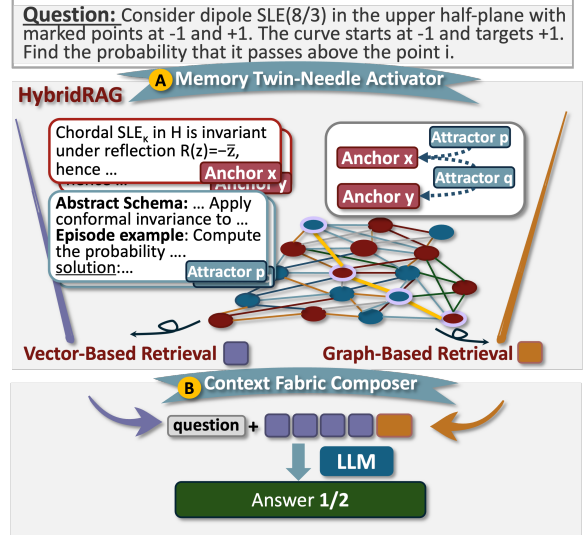 Question: Consider dipole SLE(8/3) in the upper half-plane with
marked points at -1 and +1. The curve starts at -1 and targets +1.
Find the probability that it passes above the point i.
A Memory Twin-Needle Activator
HybridRAG
Chordal SLEκ in H is invariant
under reflection R(z)=−z̅,
hence …
hence …
Anchor x
Anchor y
Abstract Schema: … Apply
conformal invariance to …
Episode example: Compute
the probability ….
solution:…
Attractor p
Attractor p
Anchor x
Attractor q
Anchor y
Vector-Based Retrieval
Graph-Based Retrieval
B Context Fabric Composer
question +
LLM
Answer 1/2